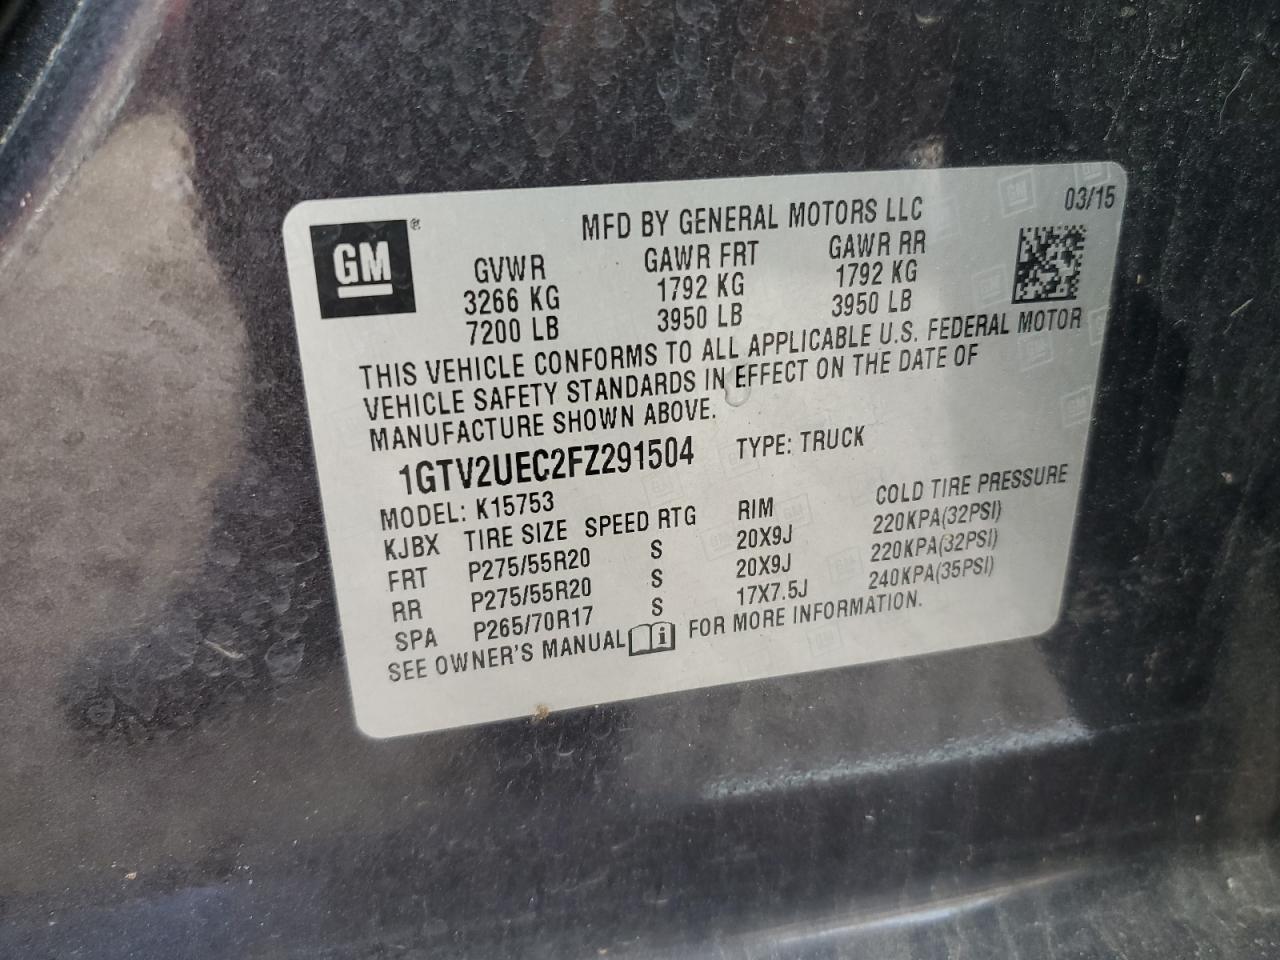 GM ®
MFD BY GENERAL MOTORS LLC 03/15
GVWR GAWR FRT GAWR RR
3266 KG 1792 KG 1792 KG
7200 LB 3950 LB 3950 LB
THIS VEHICLE CONFORMS TO ALL APPLICABLE U.S. FEDERAL MOTOR
VEHICLE SAFETY STANDARDS IN EFFECT ON THE DATE OF
MANUFACTURE SHOWN ABOVE.
1GTV2UEC2FZ291504 TYPE: TRUCK
MODEL: K15753
KJBX TIRE SIZE SPEED RTG RIM COLD TIRE PRESSURE
FRT P275/55R20 S 20X9J 220KPA(32PSI)
RR P275/55R20 S 20X9J 220KPA(32PSI)
SPA P265/70R17 S 17X7.5J 240KPA(35PSI)
SEE OWNER'S MANUAL FOR MORE INFORMATION.